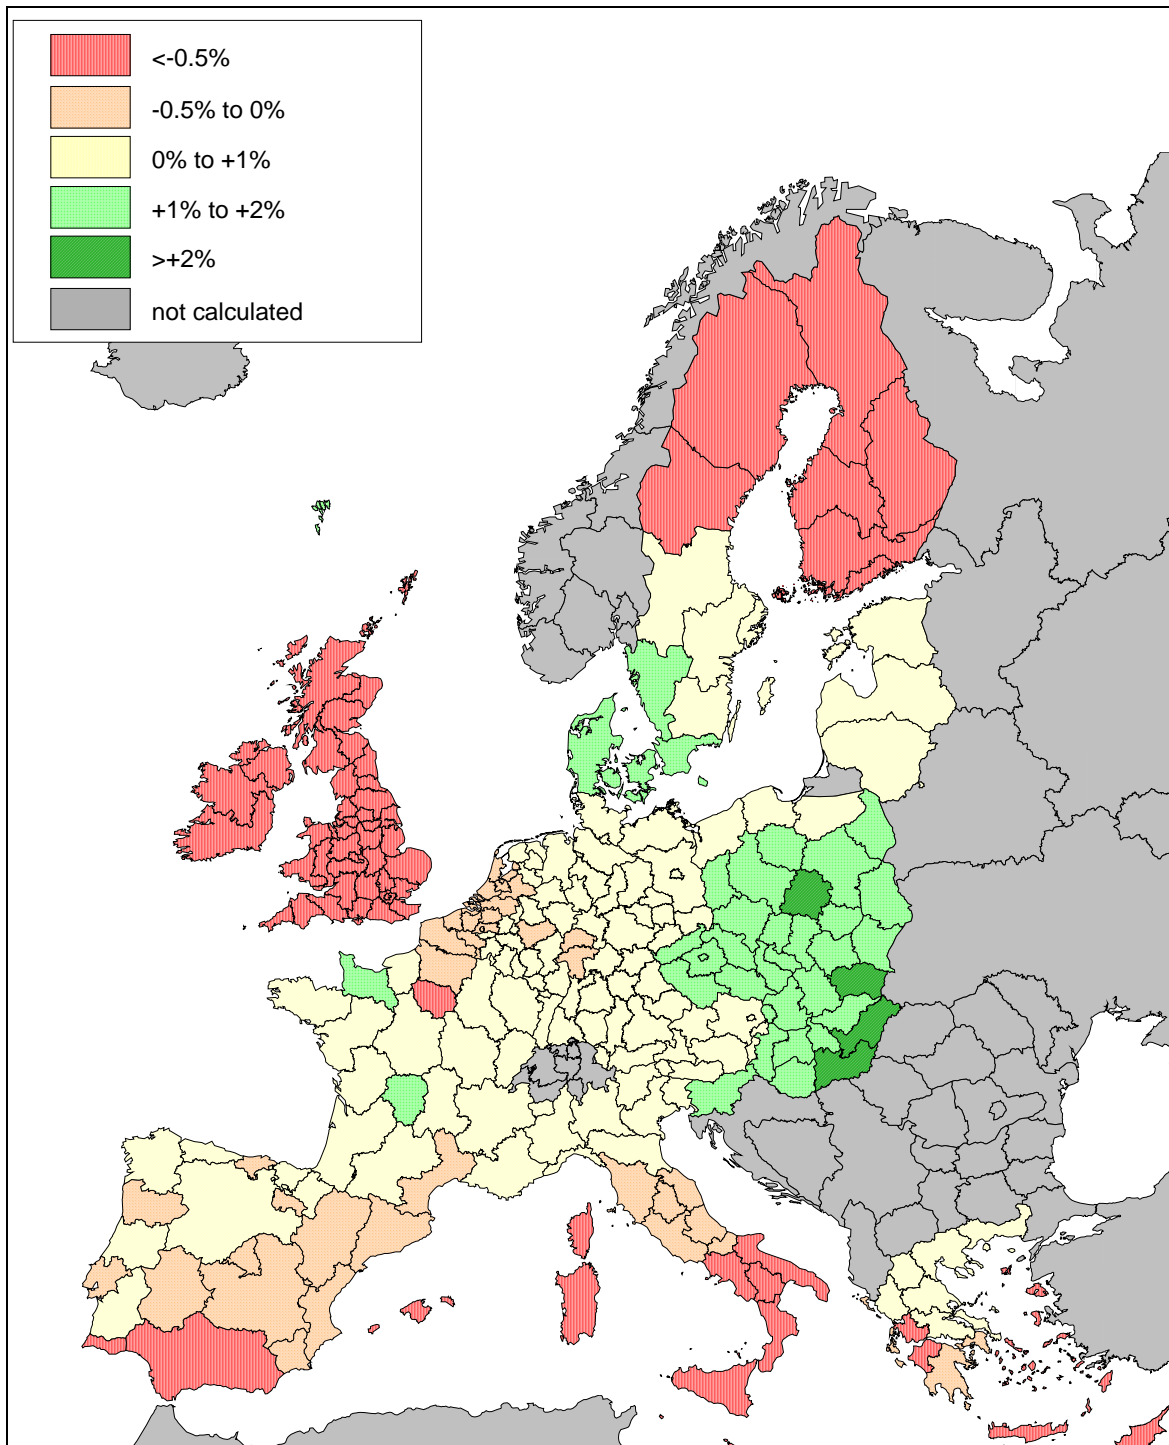 <-0.5%
-0.5% to 0%
0% to +1%
+1% to +2%
>+2%
not calculated